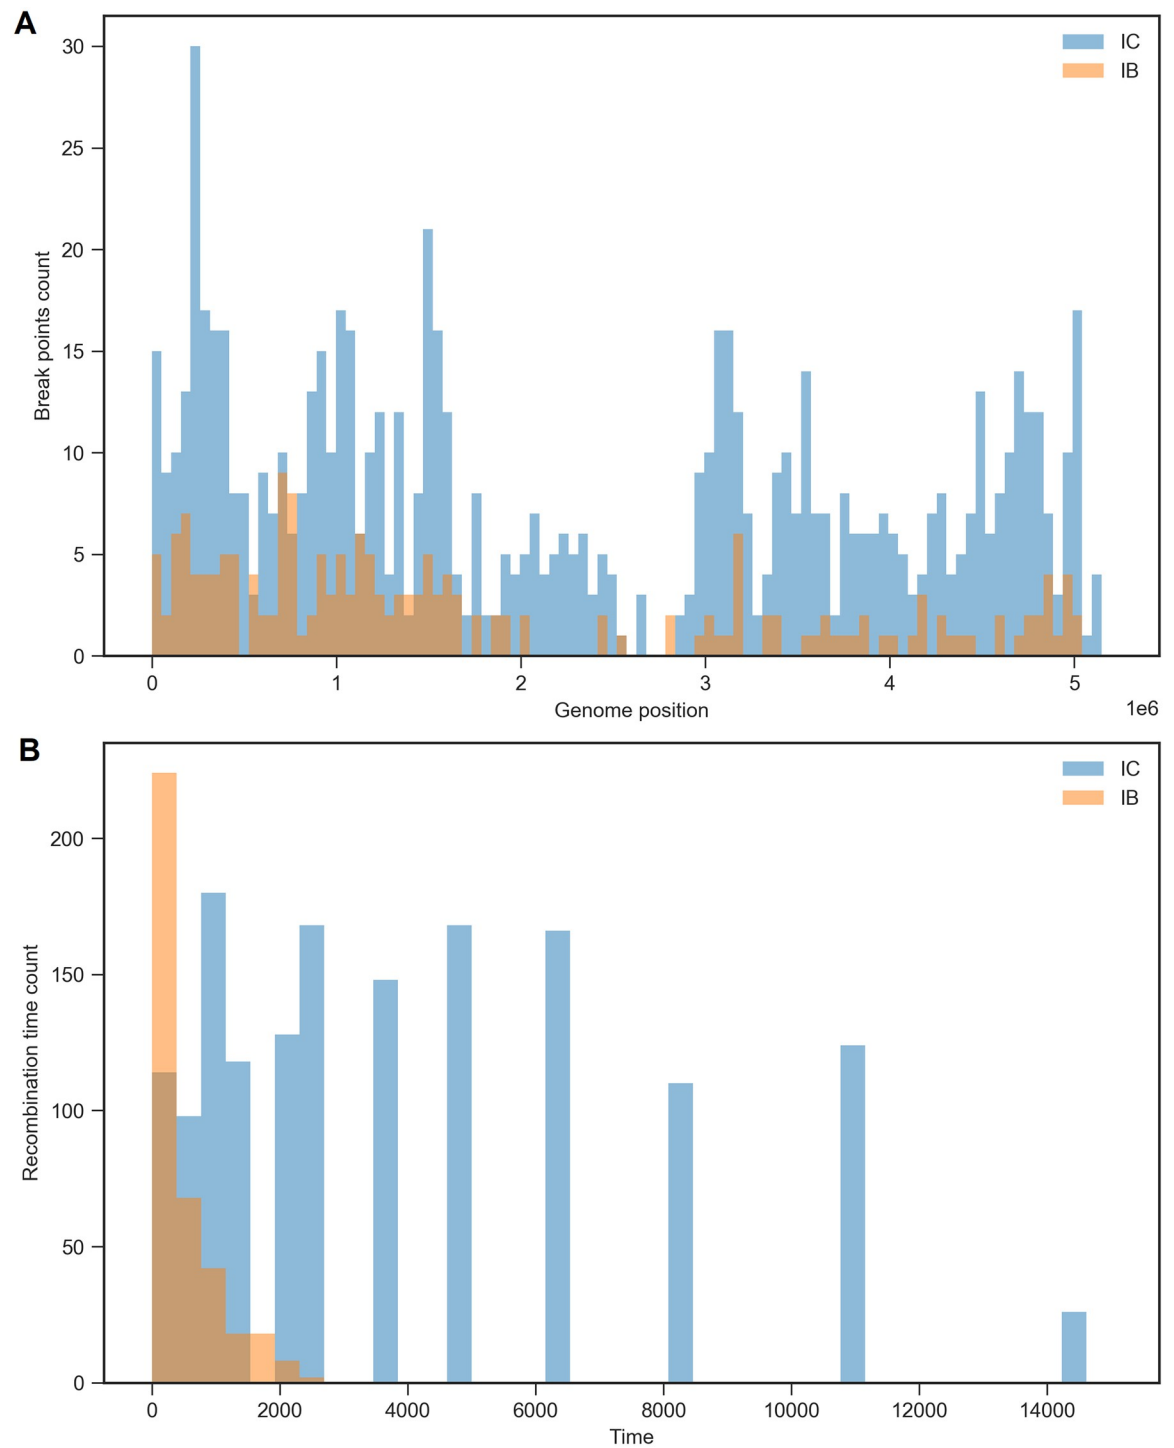 A
30
25
20
15
10
5
0
Break points count
IC
IB
0 1 2 3 4 5
Genome position
1e6
B
200
150
100
50
0
Recombination time count
IC
IB
0 2000 4000 6000 8000 10000 12000 14000
Time